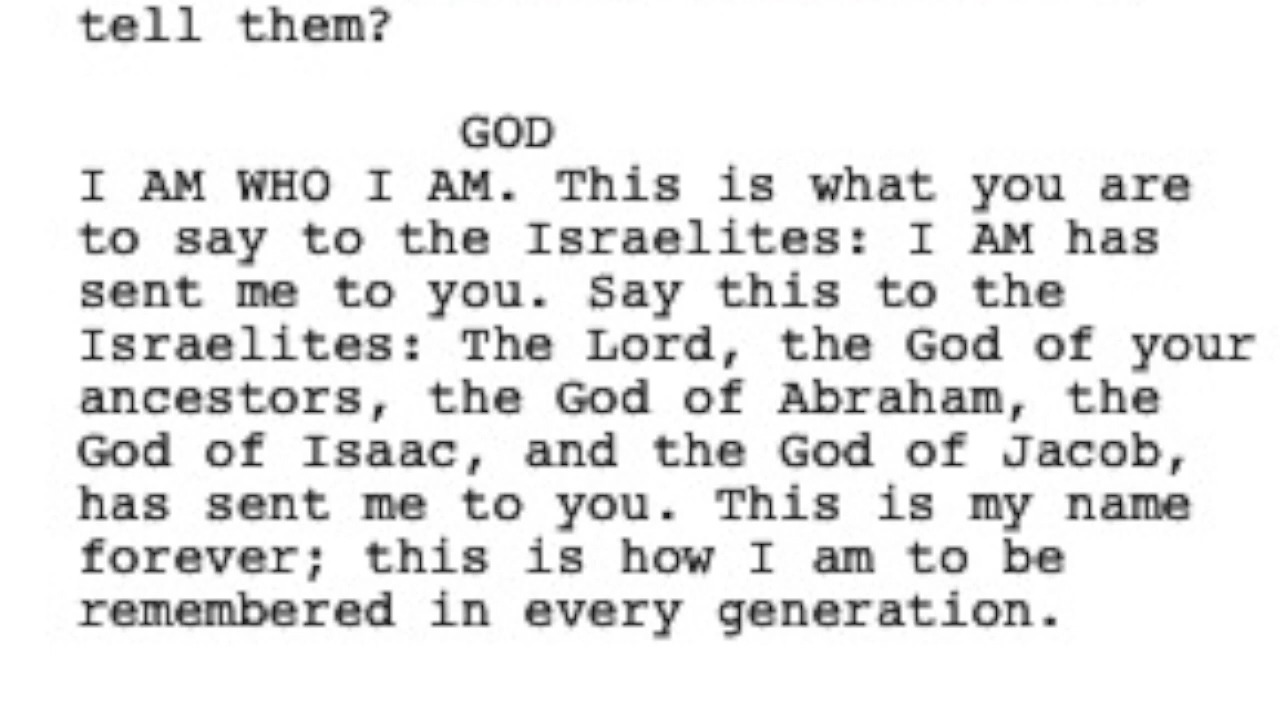 tell them?
GOD
I AM WHO I AM. This is what you are
to say to the Israelites: I AM has
sent me to you. Say this to the
Israelites: The Lord, the God of your
ancestors, the God of Abraham, the
God of Isaac, and the God of Jacob,
has sent me to you. This is my name
forever; this is how I am to be
remembered in every generation.